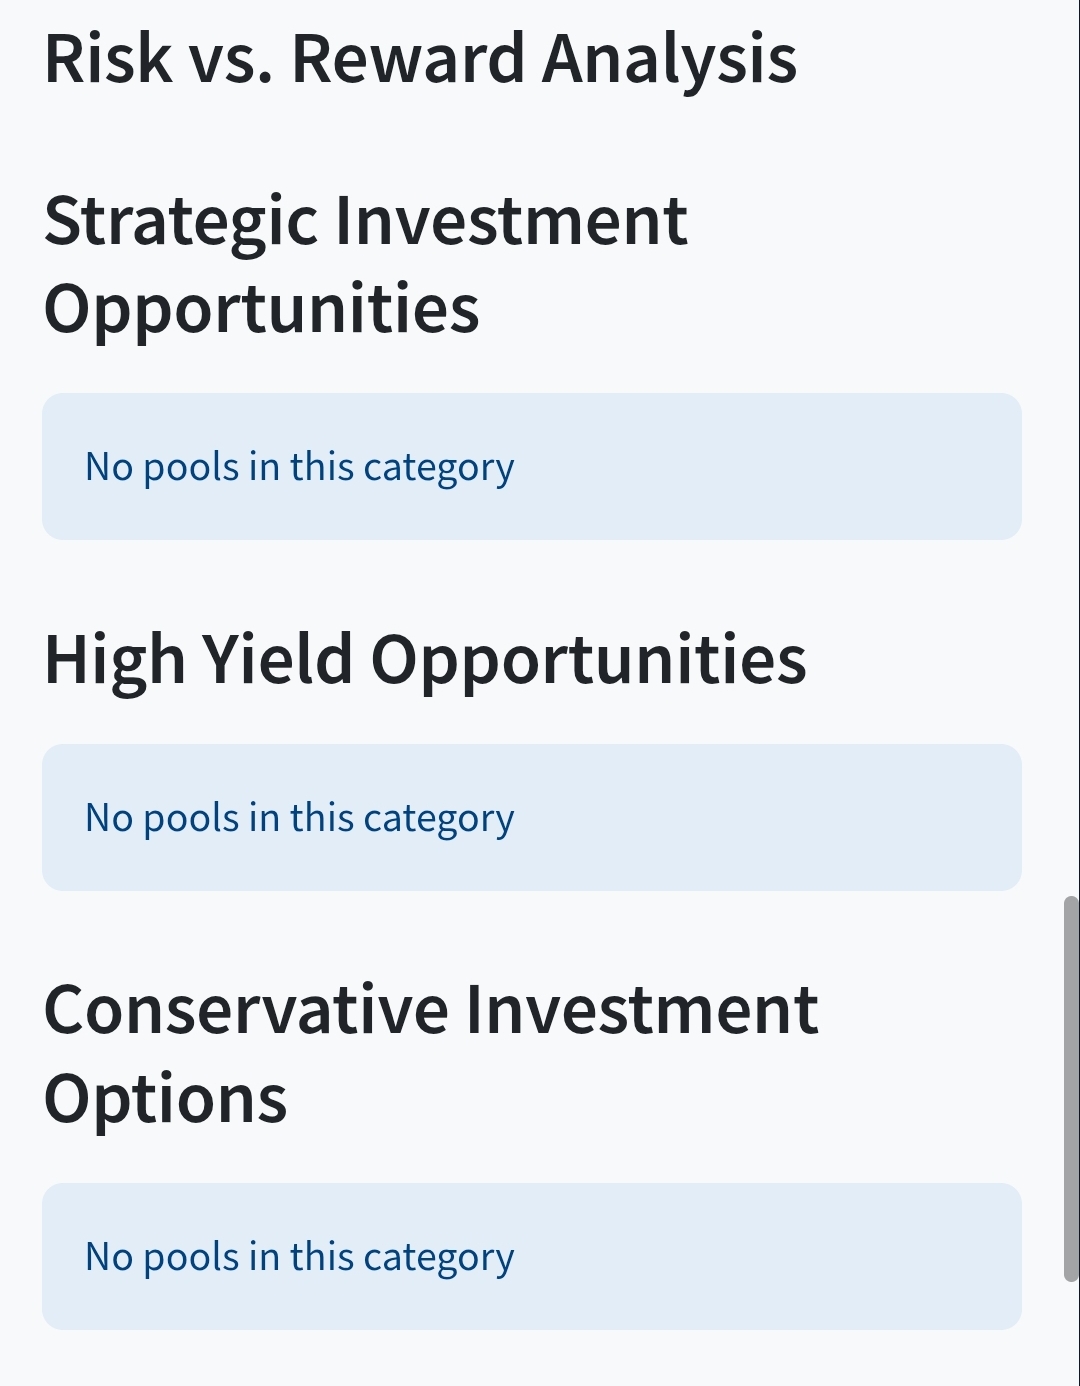 Risk vs. Reward Analysis
Strategic Investment
Opportunities
No pools in this category
High Yield Opportunities
No pools in this category
Conservative Investment
Options
No pools in this category